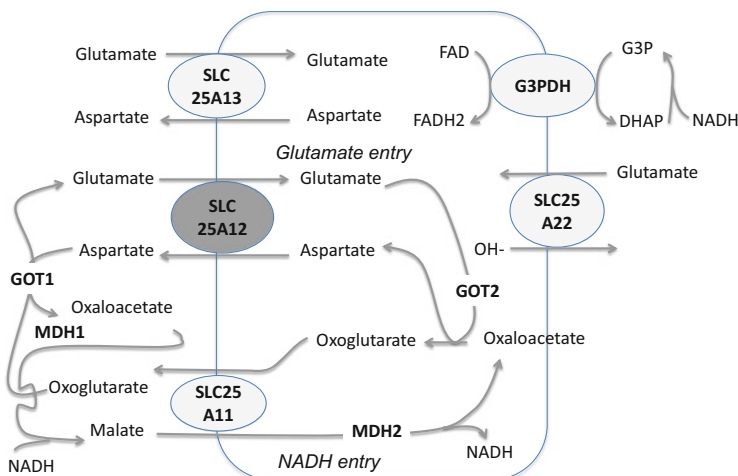 Glutamate
SLC
25A13
Glutamate
Aspartate
Aspartate
FAD
FADH2
G3PDH
G3P
DHAP
NADH
Glutamate entry
Glutamate
SLC
25A12
Glutamate
Aspartate
Aspartate
Glutamate
SLC25
A22
OH-
GOT1
Oxaloacetate
MDH1
GOT2
Oxoglutarate
Oxaloacetate
Oxoglutarate
SLC25
A11
Malate
MDH2
NADH
NADH
NADH entry